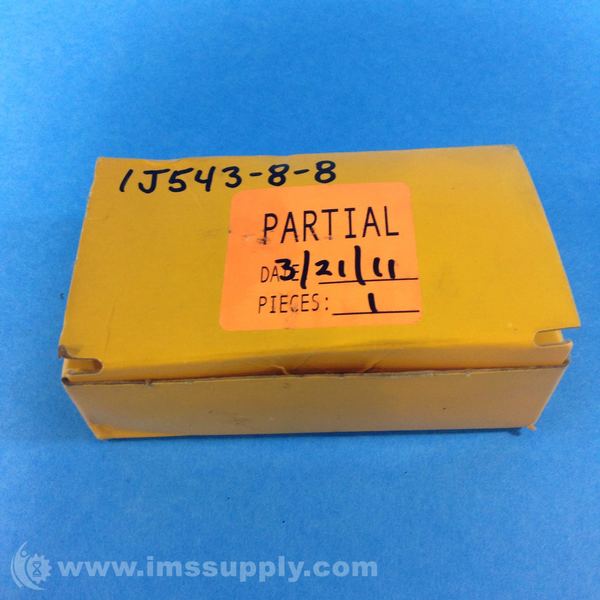 1J543-8-8
PARTIAL
DATE 3/21/11
PIECES: 1
www.imssupply.com